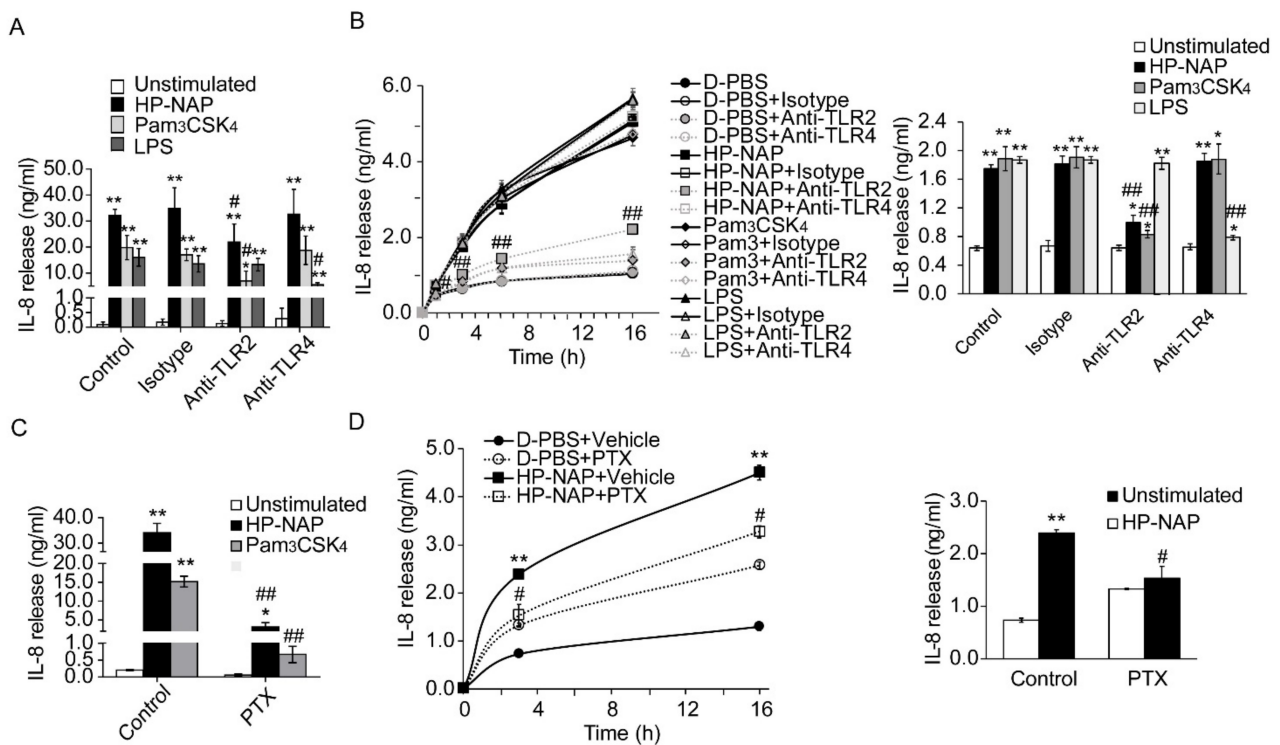 A
Unstimulated
HP-NAP
Pam3CSK4
LPS
IL-8 release (ng/ml)
50.0
40.0
30.0
20.0
10.0
1.0
0.5
0.0
**
**
**
**
**
**
#
**
#
*
**
**
**
#
**
Control
Isotype
Anti-TLR2
Anti-TLR4
B
IL-8 release (ng/ml)
6.0
4.0
2.0
0
#
##
##
##
0
4
8
12
16
Time (h)
D-PBS
D-PBS+Isotype
D-PBS+Anti-TLR2
D-PBS+Anti-TLR4
HP-NAP
HP-NAP+Isotype
HP-NAP+Anti-TLR2
HP-NAP+Anti-TLR4
Pam3CSK4
Pam3+Isotype
Pam3+Anti-TLR2
Pam3+Anti-TLR4
LPS
LPS+Isotype
LPS+Anti-TLR2
LPS+Anti-TLR4
Unstimulated
HP-NAP
Pam3CSK4
LPS
IL-8 release (ng/ml)
2.4
1.8
1.2
0.6
0.0
**
**
**
**
**
**
##
*
##
*
**
**
*
##
*
Control
Isotype
Anti-TLR2
Anti-TLR4
C
Unstimulated
HP-NAP
Pam3CSK4
IL-8 release (ng/ml)
40.0
30.0
20.0
15.0
10.0
5.0
1.0
0.5
0.0
**
**
##
*
##
Control
PTX
D
D-PBS+Vehicle
D-PBS+PTX
HP-NAP+Vehicle
HP-NAP+PTX
IL-8 release (ng/ml)
5.0
4.0
3.0
2.0
1.0
0.0
**
#
**
#
0
4
8
12
16
Time (h)
Unstimulated
HP-NAP
IL-8 release (ng/ml)
3.0
2.0
1.0
0.0
**
#
Control
PTX